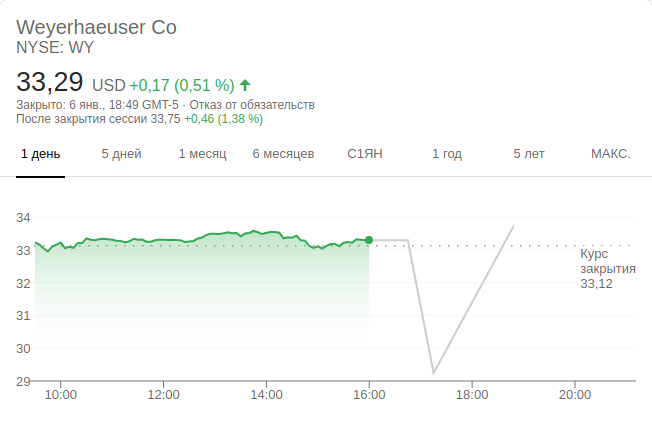 Weyerhaeuser Co
NYSE: WY
33,29 USD +0,17 (0,51 %)
Закрыто: 6 янв., 18:49 GMT-5 · Отказ от обязательств
После закрытия сессии 33,75 +0,46 (1,38 %)
1 день 5 дней 1 месяц 6 месяцев С1ЯН 1 год 5 лет МАКС.
34
33
32
31
30
29
Курс
закрытия
33,12
10:00 12:00 14:00 16:00 18:00 20:00